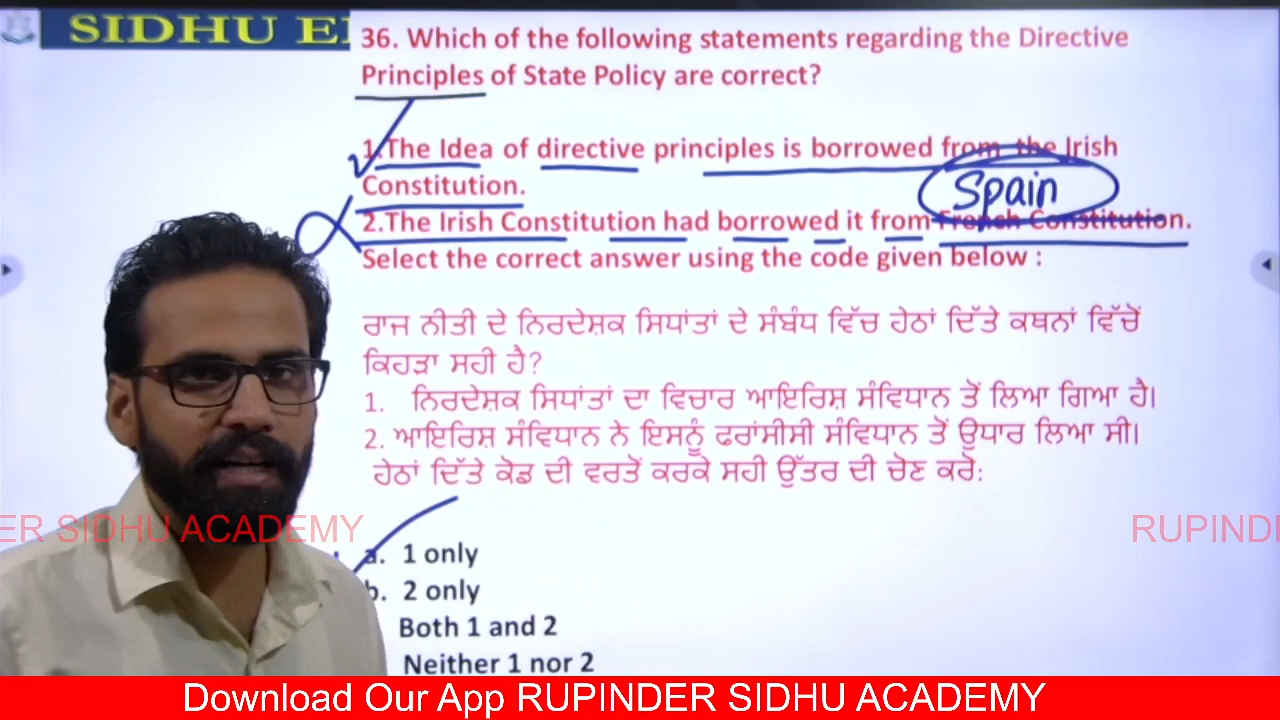 SIDHU E
36. Which of the following statements regarding the Directive
Principles of State Policy are correct?
1.The Idea of directive principles is borrowed from the Irish
Constitution.
Spain
2.The Irish Constitution had borrowed it from French Constitution.
Select the correct answer using the code given below :
ਰਾਜ ਨੀਤੀ ਦੇ ਨਿਰਦੇਸ਼ਕ ਸਿਧਾਂਤਾਂ ਦੇ ਸੰਬੰਧ ਵਿੱਚ ਹੇਠਾਂ ਦਿੱਤੇ ਕਥਨਾਂ ਵਿੱਚੋਂ
ਕਿਹੜਾ ਸਹੀ ਹੈ?
1. ਨਿਰਦੇਸ਼ਕ ਸਿਧਾਂਤਾਂ ਦਾ ਵਿਚਾਰ ਆਇਰਿਸ਼ ਸੰਵਿਧਾਨ ਤੋਂ ਲਿਆ ਗਿਆ ਹੈ।
2. ਆਇਰਿਸ਼ ਸੰਵਿਧਾਨ ਨੇ ਇਸਨੂੰ ਫਰਾਂਸੀਸੀ ਸੰਵਿਧਾਨ ਤੋਂ ਉਧਾਰ ਲਿਆ ਸੀ।
ਹੇਠਾਂ ਦਿੱਤੇ ਕੋਡ ਦੀ ਵਰਤੋਂ ਕਰਕੇ ਸਹੀ ਉੱਤਰ ਦੀ ਚੋਣ ਕਰੋ:
ER SIDHU ACADEMY RUPIND
a. 1 only
b. 2 only
Both 1 and 2
Neither 1 nor 2
Download Our App RUPINDER SIDHU ACADEMY